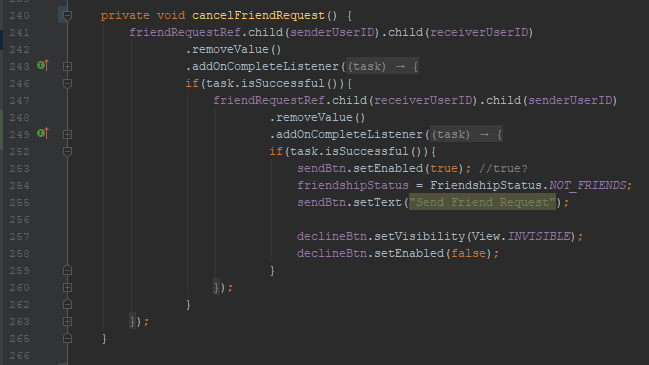 240 private void cancelFriendRequest() {
241 friendRequestRef.child(senderUserID).child(receiverUserID)
242 .removeValue()
243 .addOnCompleteListener((task) → {
246 if(task.isSuccessful()){
247 friendRequestRef.child(receiverUserID).child(senderUserID)
248 .removeValue()
249 .addOnCompleteListener((task) → {
252 if(task.isSuccessful()){
253 sendBtn.setEnabled(true); //true?
254 friendshipStatus = FriendshipStatus.NOT_FRIENDS;
255 sendBtn.setText("Send Friend Request");
256
257 declineBtn.setVisibility(View.INVISIBLE);
258 declineBtn.setEnabled(false);
259 }
260 });
262 }
263 });
265 }
266